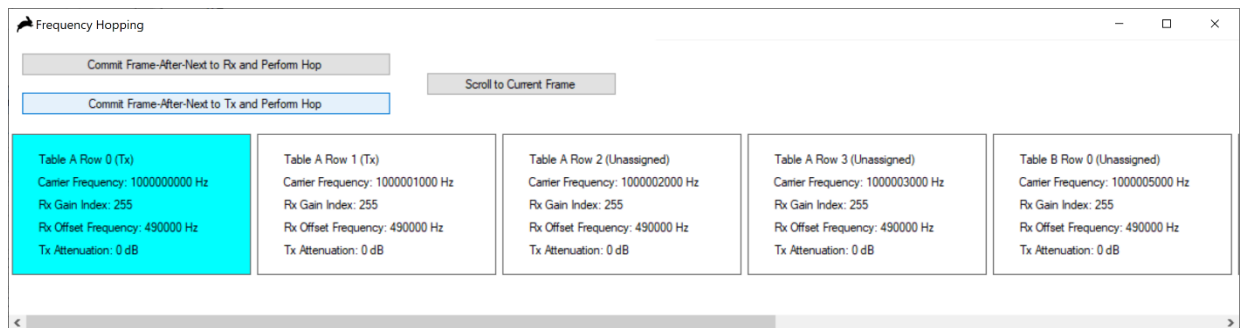 Frequency Hopping
Commit Frame-After-Next to Rx and Perform Hop
Scroll to Current Frame
Commit Frame-After-Next to Tx and Perform Hop
Table A Row 0 (Tx)
Carrier Frequency: 1000000000 Hz
Rx Gain Index: 255
Rx Offset Frequency: 490000 Hz
Tx Attenuation: 0 dB
Table A Row 1 (Tx)
Carrier Frequency: 1000001000 Hz
Rx Gain Index: 255
Rx Offset Frequency: 490000 Hz
Tx Attenuation: 0 dB
Table A Row 2 (Unassigned)
Carrier Frequency: 1000002000 Hz
Rx Gain Index: 255
Rx Offset Frequency: 490000 Hz
Tx Attenuation: 0 dB
Table A Row 3 (Unassigned)
Carrier Frequency: 1000003000 Hz
Rx Gain Index: 255
Rx Offset Frequency: 490000 Hz
Tx Attenuation: 0 dB
Table B Row 0 (Unassigned)
Carrier Frequency: 1000005000 Hz
Rx Gain Index: 255
Rx Offset Frequency: 490000 Hz
Tx Attenuation: 0 dB